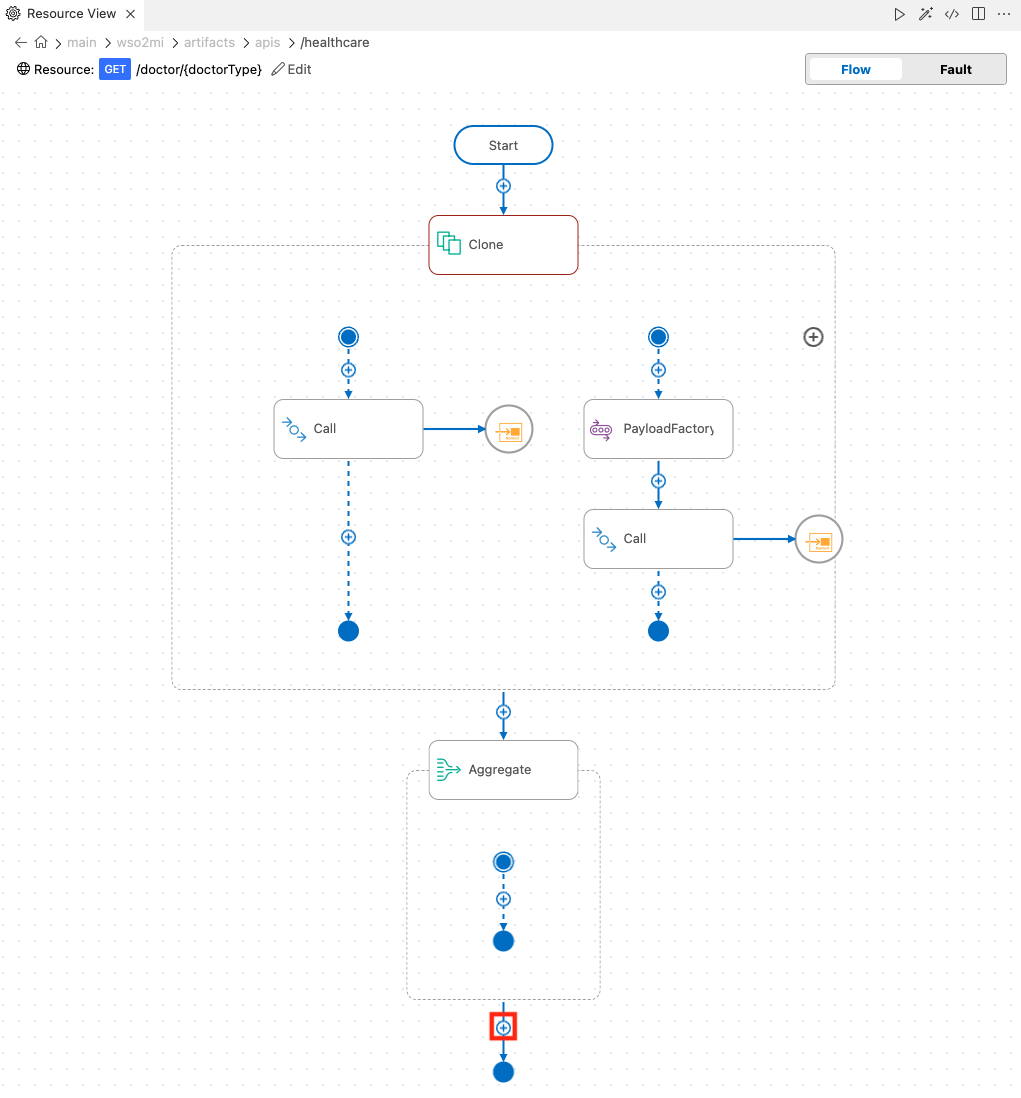 Resource View
main wso2mi artifacts apis /healthcare
Resource: GET /doctor/{doctorType} Edit
Flow Fault
Start
Clone
Call
PayloadFactory
Call
Aggregate